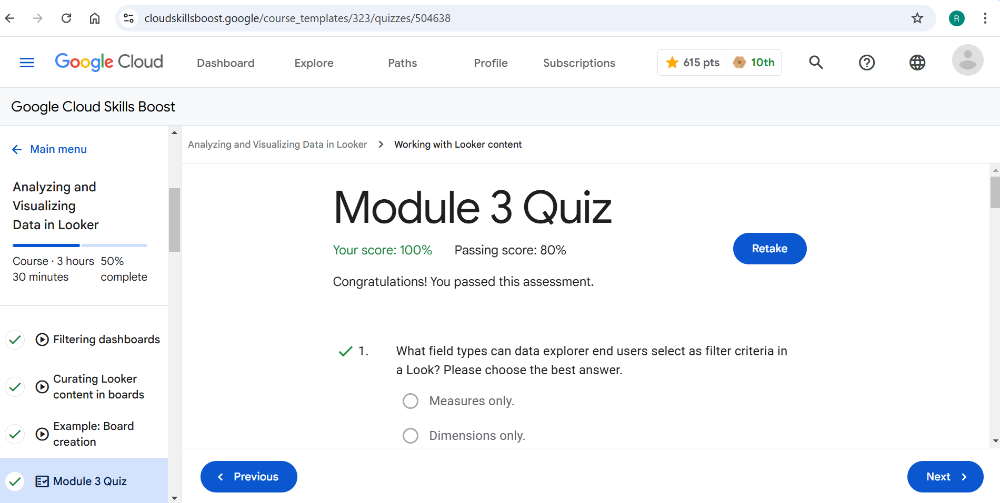 cloudskillsboost.google/course_templates/323/quizzes/504638
R
Google Cloud
Dashboard
Explore
Paths
Profile
Subscriptions
615 pts
10th
Google Cloud Skills Boost
Main menu
Analyzing and
Visualizing
Data in Looker
Course · 3 hours
30 minutes
50%
complete
Filtering dashboards
Curating Looker
content in boards
Example: Board
creation
Module 3 Quiz
Analyzing and Visualizing Data in Looker
Working with Looker content
Module 3 Quiz
Your score: 100%
Passing score: 80%
Retake
Congratulations! You passed this assessment.
1.
What field types can data explorer end users select as filter criteria in
a Look? Please choose the best answer.
Measures only.
Dimensions only.
Previous
Next